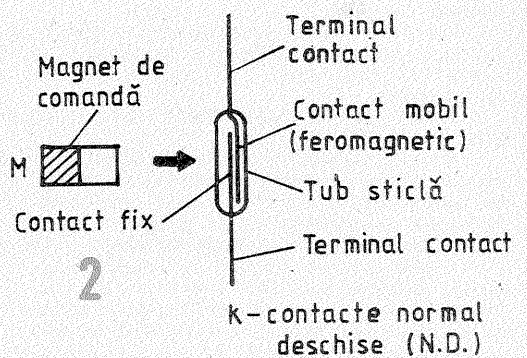 Terminal
contact
Magnet de
comandă
Contact mobil
(feromagnetic)
M
Tub sticlă
Contact fix
Terminal contact
2
K-contacte normal
deschise (N.D.)